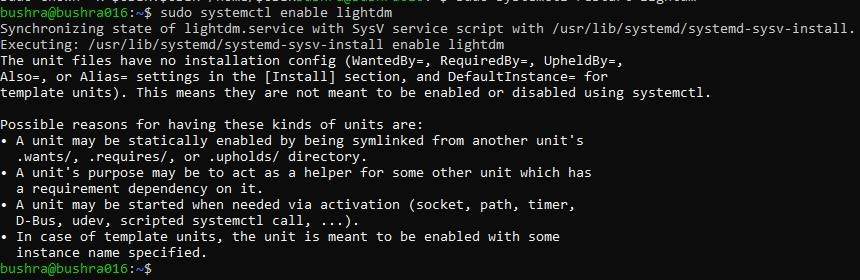 bushra@bushra016:~$ sudo systemctl enable lightdm
Synchronizing state of lightdm.service with SysV service script with /usr/lib/systemd/systemd-sysv-install.
Executing: /usr/lib/systemd/systemd-sysv-install enable lightdm
The unit files have no installation config (WantedBy=, RequiredBy=, UpheldBy=,
Also=, or Alias= settings in the [Install] section, and DefaultInstance= for
template units). This means they are not meant to be enabled or disabled using systemctl.

Possible reasons for having these kinds of units are:
• A unit may be statically enabled by being symlinked from another unit's
  .wants/, .requires/, or .upholds/ directory.
• A unit's purpose may be to act as a helper for some other unit which has
  a requirement dependency on it.
• A unit may be started when needed via activation (socket, path, timer,
  D-Bus, udev, scripted systemctl call, ...).
• In case of template units, the unit is meant to be enabled with some
  instance name specified.
bushra@bushra016:~$